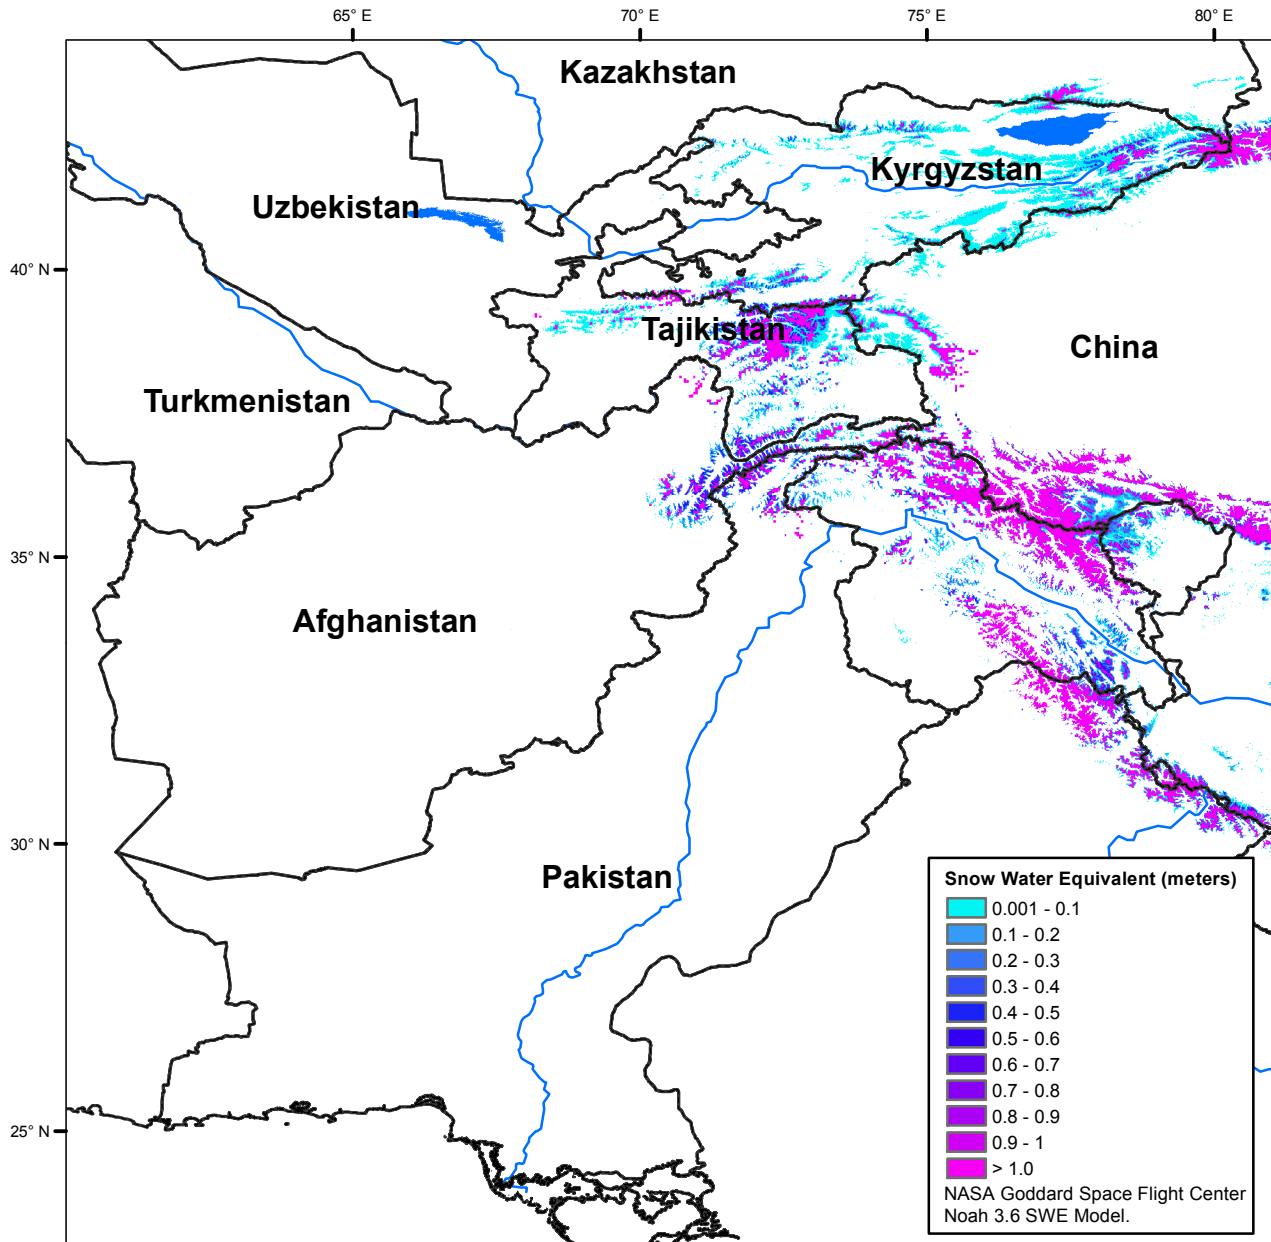 65° E
70° E
75° E
80° E
Kazakhstan
Kyrgyzstan
Uzbekistan
40° N
Tajikistan
China
Turkmenistan
35° N
Afghanistan
30° N
Pakistan
25° N
Snow Water Equivalent (meters)
0.001 - 0.1
0.1 - 0.2
0.2 - 0.3
0.3 - 0.4
0.4 - 0.5
0.5 - 0.6
0.6 - 0.7
0.7 - 0.8
0.8 - 0.9
0.9 - 1
> 1.0
NASA Goddard Space Flight Center
Noah 3.6 SWE Model.